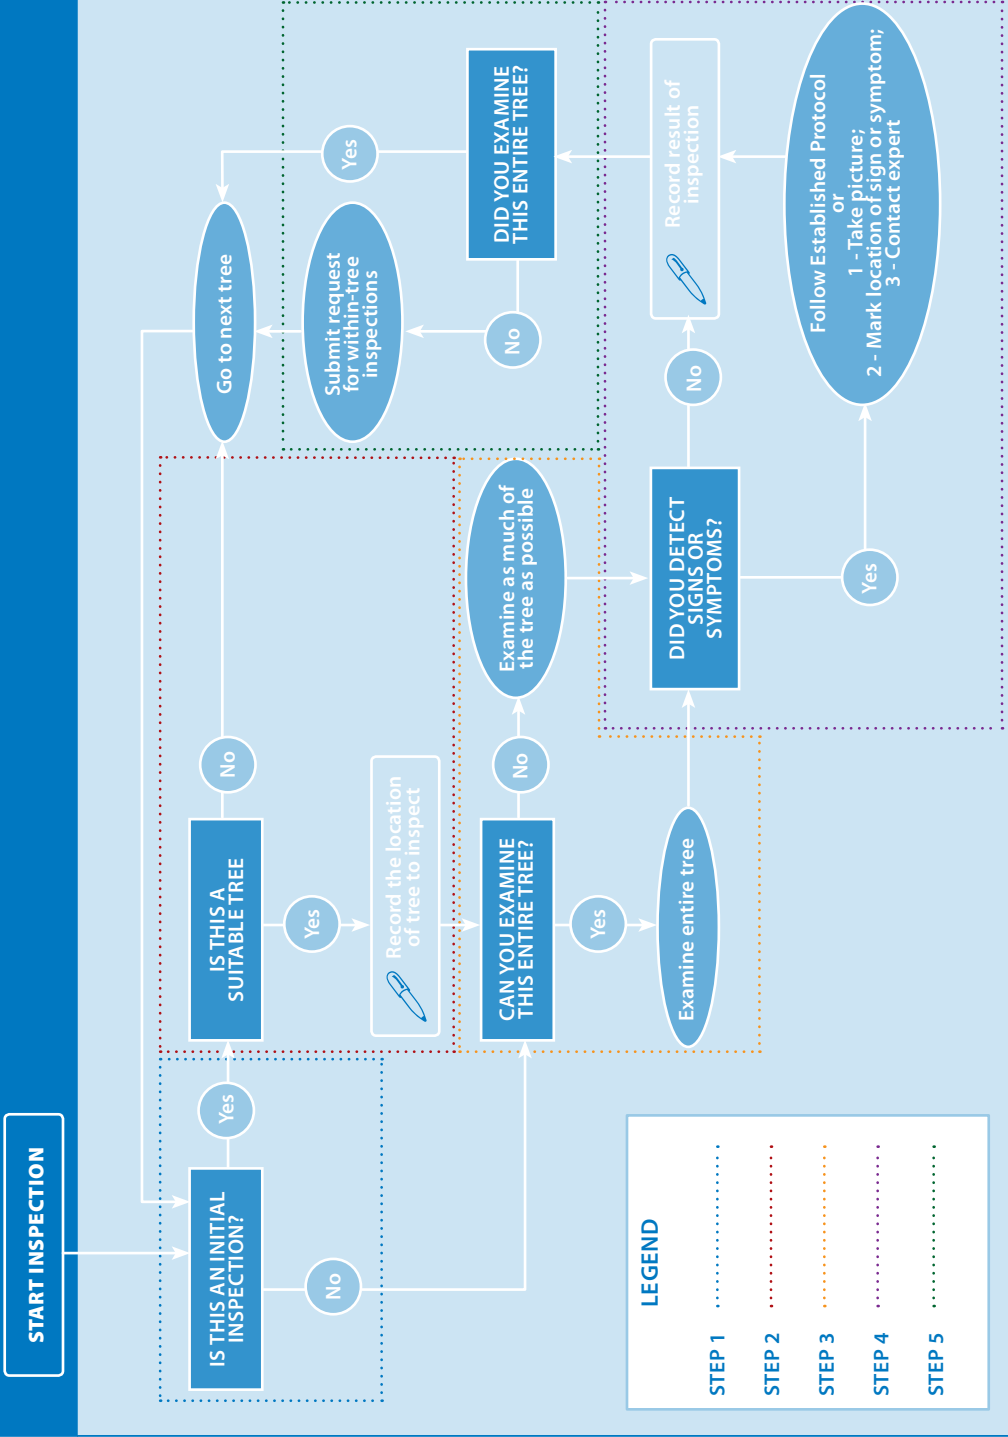 START INSPECTION
IS THIS AN INITIAL
INSPECTION?
Yes
No
IS THIS A
SUITABLE TREE
No
Yes
Record the location
of tree to inspect
Go to next tree
CAN YOU EXAMINE
THIS ENTIRE TREE?
No
Yes
Examine as much of
the tree as possible
Examine entire tree
DID YOU DETECT
SIGNS OR
SYMPTOMS?
No
Yes
Record result of
inspection
Follow Established Protocol
or
1 - Take picture;
2 - Mark location of sign or symptom;
3 - Contact expert
DID YOU EXAMINE
THIS ENTIRE TREE?
Yes
No
Submit request
for within-tree
inspections
LEGEND
STEP 1
STEP 2
STEP 3
STEP 4
STEP 5